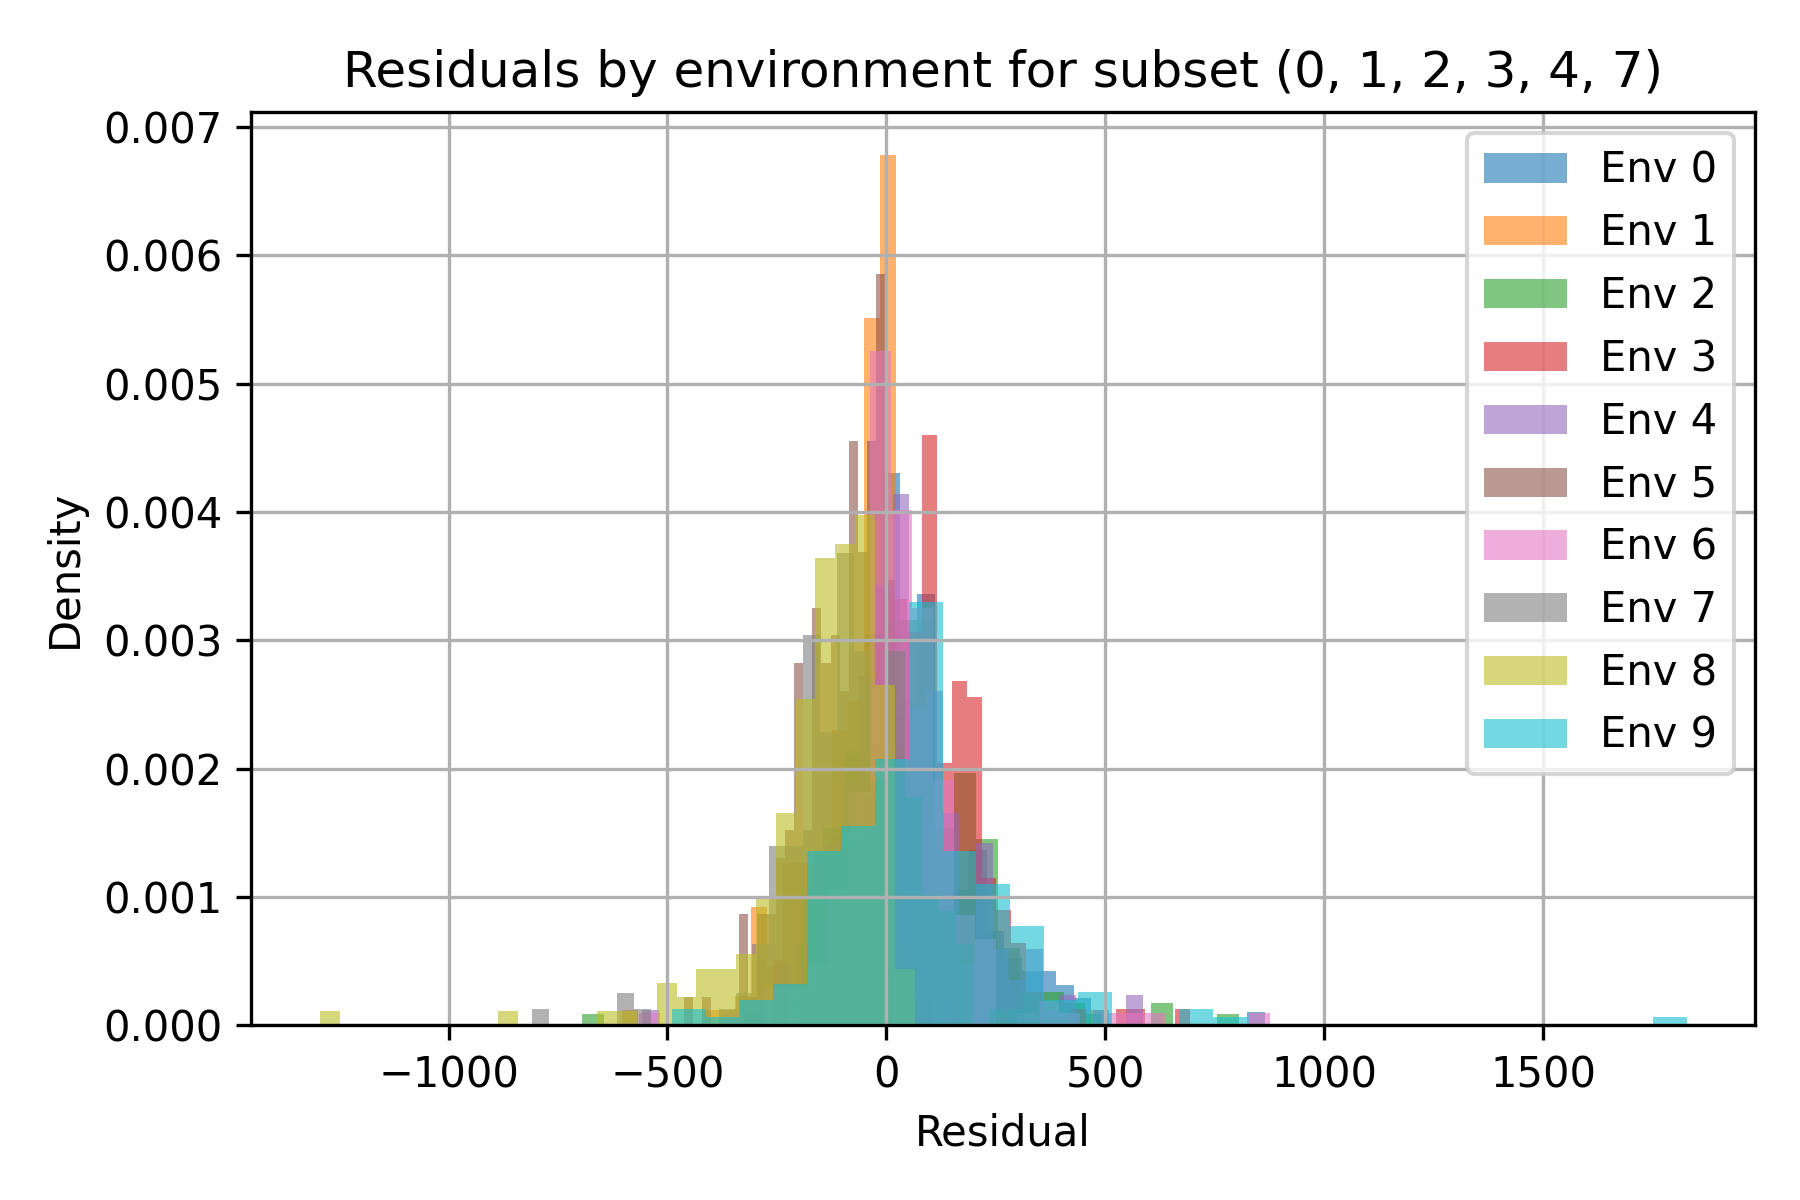 Residuals by environment for subset (0, 1, 2, 3, 4, 7)
0.007
0.006
0.005
0.004
0.003
0.002
0.001
0.000
Density
−1000
−500
0
500
1000
1500
Residual
Env 0
Env 1
Env 2
Env 3
Env 4
Env 5
Env 6
Env 7
Env 8
Env 9